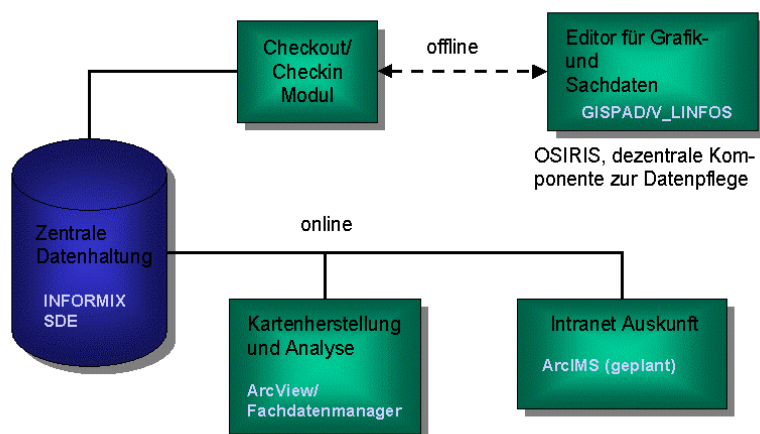 Checkout/
Checkin
Modul
offline
Editor für Grafik-
und
Sachdaten
GISPAD/V_LINFOS
OSIRIS, dezentrale Kom-
ponente zur Datenpflege
Zentrale
Datenhaltung
INFORMIX
SDE
online
Kartenherstellung
und Analyse
ArcView/
Fachdatenmanager
Intranet Auskunft
ArcIMS (geplant)